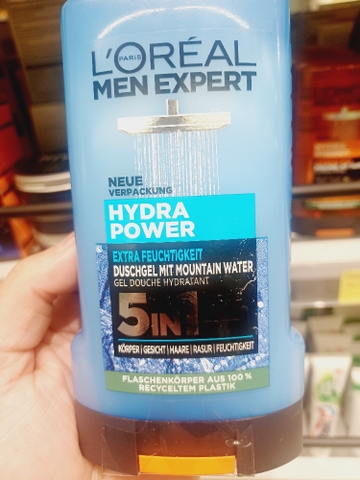 L'ORÉAL
PARIS
MEN EXPERT
NEUE
VERPACKUNG
HYDRA
POWER
EXTRA FEUCHTIGKEIT
DUSCHGEL MIT MOUNTAIN WATER
GEL DOUCHE HYDRATANT
5IN1
KÖRPER | GESICHT | HAARE | RASUR | FEUCHTIGKEIT
FLASCHENKÖRPER AUS 100 %
RECYCELTEM PLASTIK